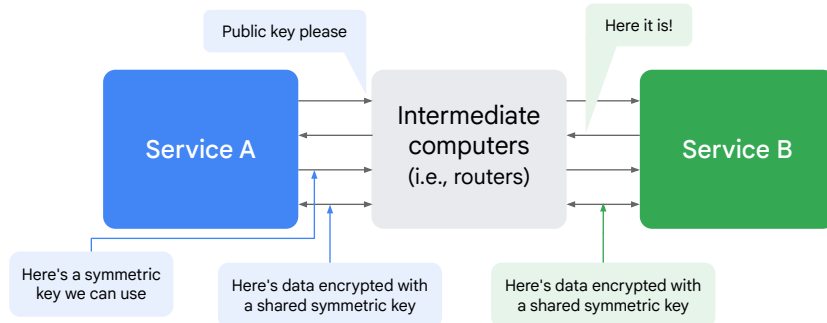 Public key please
Here it is!
Service A
Intermediate
computers
(i.e., routers)
Service B
Here's a symmetric
key we can use
Here's data encrypted with
a shared symmetric key
Here's data encrypted with
a shared symmetric key